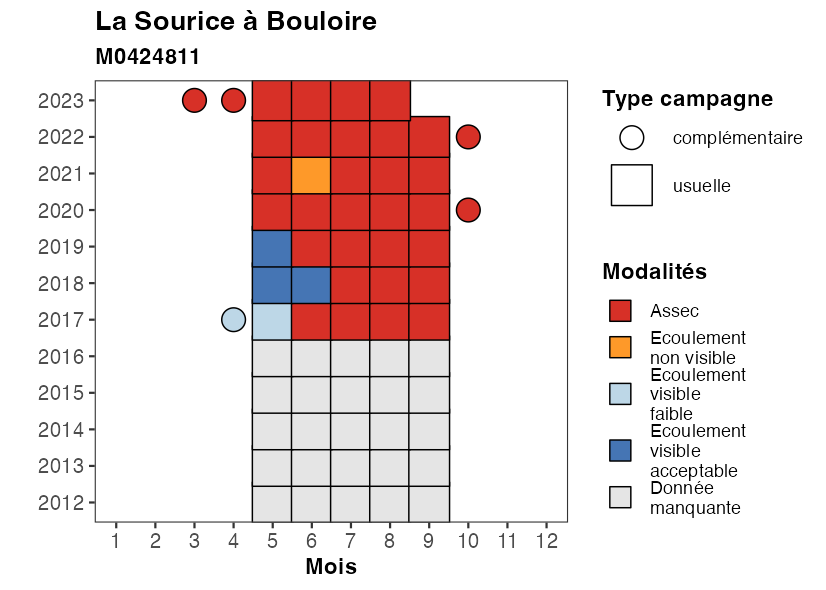 La Sourice à Bouloire
M0424811
2023
2022
2021
2020
2019
2018
2017
2016
2015
2014
2013
2012
1 2 3 4 5 6 7 8 9 10 11 12
Mois
Type campagne
complémentaire
usuelle
Modalités
Assec
Ecoulement
non visible
Ecoulement
visible
faible
Ecoulement
visible
acceptable
Donnée
manquante